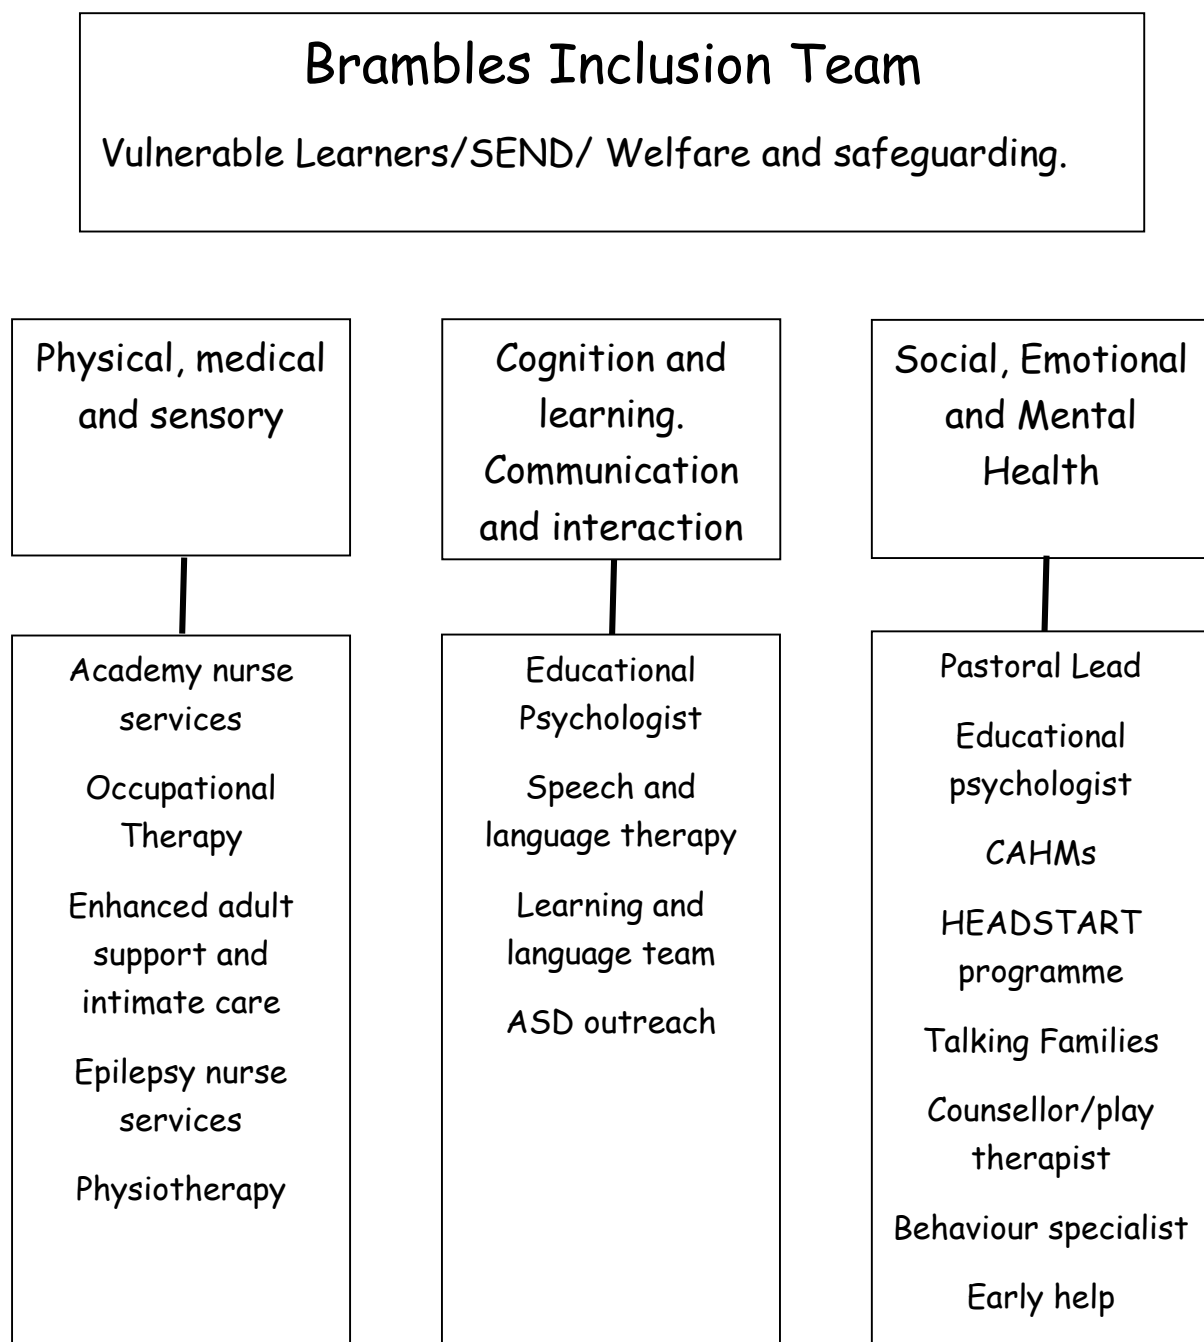 Brambles Inclusion Team
Vulnerable Learners/SEND/ Welfare and safeguarding.
Physical, medical
and sensory
Cognition and
learning.
Communication
and interaction
Social, Emotional
and Mental
Health
Academy nurse
services
Occupational
Therapy
Enhanced adult
support and
intimate care
Epilepsy nurse
services
Physiotherapy
Educational
Psychologist
Speech and
language therapy
Learning and
language team
ASD outreach
Pastoral Lead
Educational
psychologist
CAHMs
HEADSTART
programme
Talking Families
Counsellor/play
therapist
Behaviour specialist
Early help